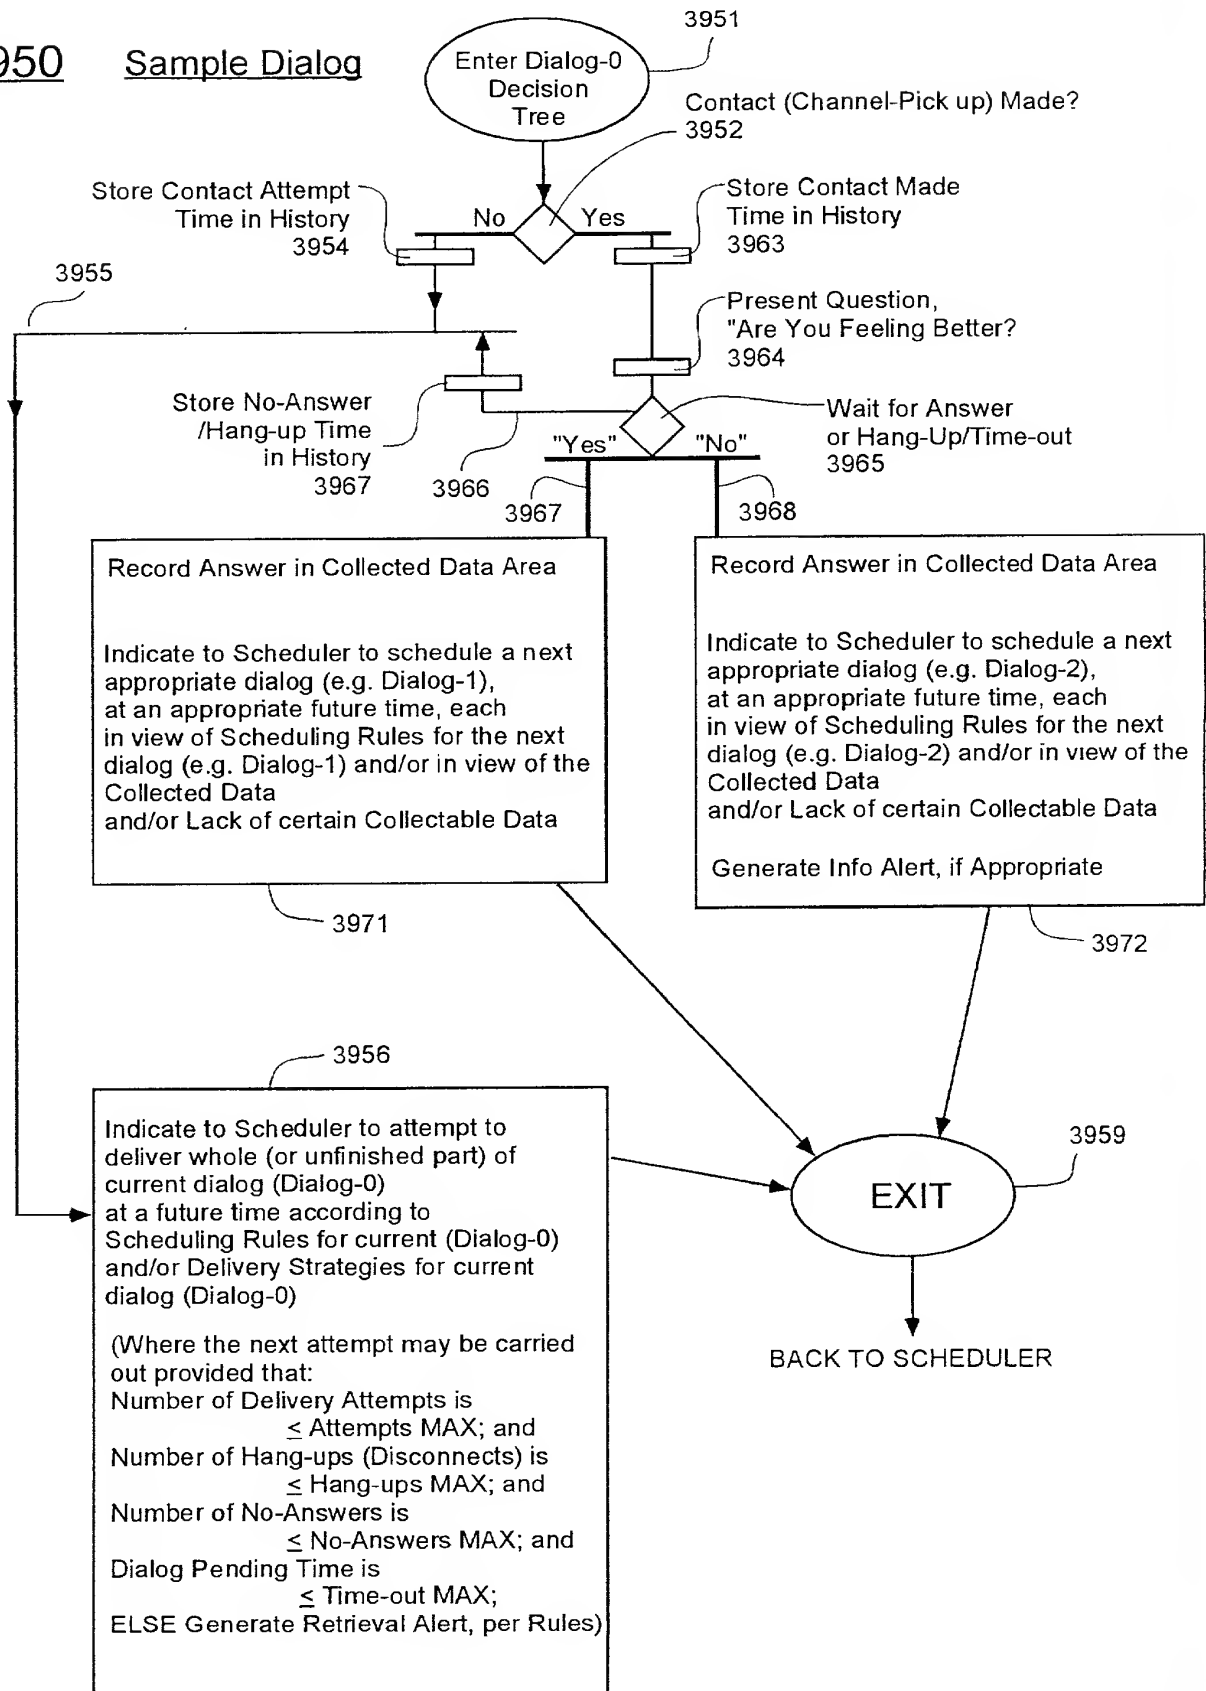 3950 Sample Dialog
3951
Enter Dialog-0
Decision
Tree
Contact (Channel-Pick up) Made?
3952
Store Contact Attempt
Time in History
3954
No
Yes
Store Contact Made
Time in History
3963
3955
Present Question,
"Are You Feeling Better?
3964
Store No-Answer
/Hang-up Time
in History
3967
3966
Wait for Answer
or Hang-Up/Time-out
3965
"Yes"
"No"
3967
3968
Record Answer in Collected Data Area
Indicate to Scheduler to schedule a next
appropriate dialog (e.g. Dialog-1),
at an appropriate future time, each
in view of Scheduling Rules for the next
dialog (e.g. Dialog-1) and/or in view of the
Collected Data
and/or Lack of certain Collectable Data
3971
Record Answer in Collected Data Area
Indicate to Scheduler to schedule a next
appropriate dialog (e.g. Dialog-2),
at an appropriate future time, each
in view of Scheduling Rules for the next
dialog (e.g. Dialog-2) and/or in view of the
Collected Data
and/or Lack of certain Collectable Data
Generate Info Alert, if Appropriate
3972
3956
Indicate to Scheduler to attempt to
deliver whole (or unfinished part) of
current dialog (Dialog-0)
at a future time according to
Scheduling Rules for current (Dialog-0)
and/or Delivery Strategies for current
dialog (Dialog-0)
(Where the next attempt may be carried
out provided that:
Number of Delivery Attempts is
≤ Attempts MAX; and
Number of Hang-ups (Disconnects) is
≤ Hang-ups MAX; and
Number of No-Answers is
≤ No-Answers MAX; and
Dialog Pending Time is
≤ Time-out MAX;
ELSE Generate Retrieval Alert, per Rules)
3959
EXIT
BACK TO SCHEDULER